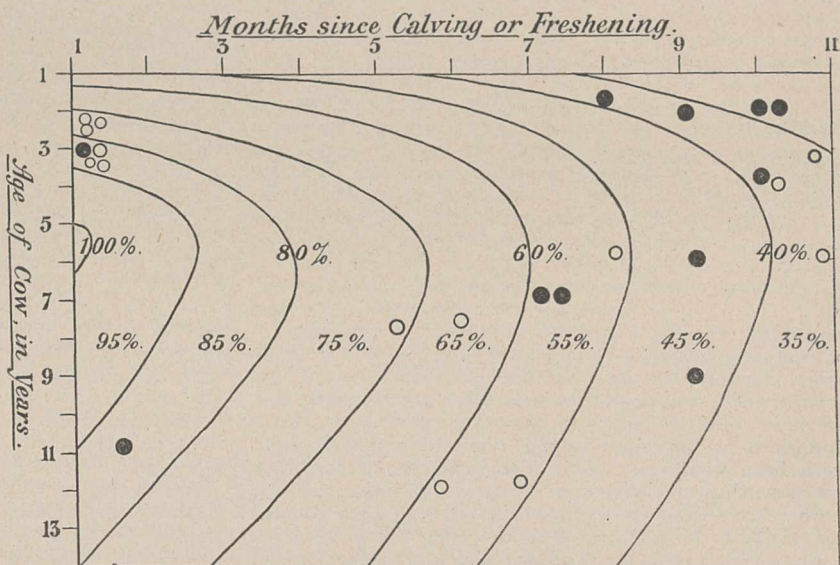 Months since Calving or Freshening.
1 3 5 7 9 11
1
3
5
7
9
11
13
Age of Cow, in Years.
100%. 80%. 60%. 40%.
95%. 85%. 75%. 65%. 55%. 45%. 35%.